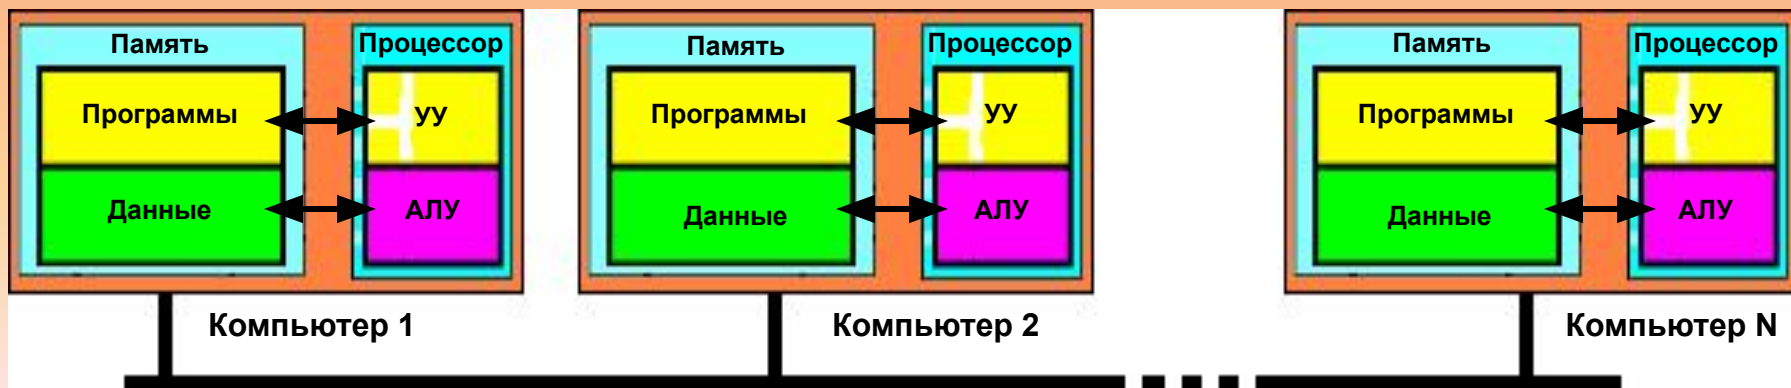 Память Процессор
Программы УУ
Данные АЛУ
Компьютер 1
Память Процессор
Программы УУ
Данные АЛУ
Компьютер 2
Память Процессор
Программы УУ
Данные АЛУ
Компьютер N